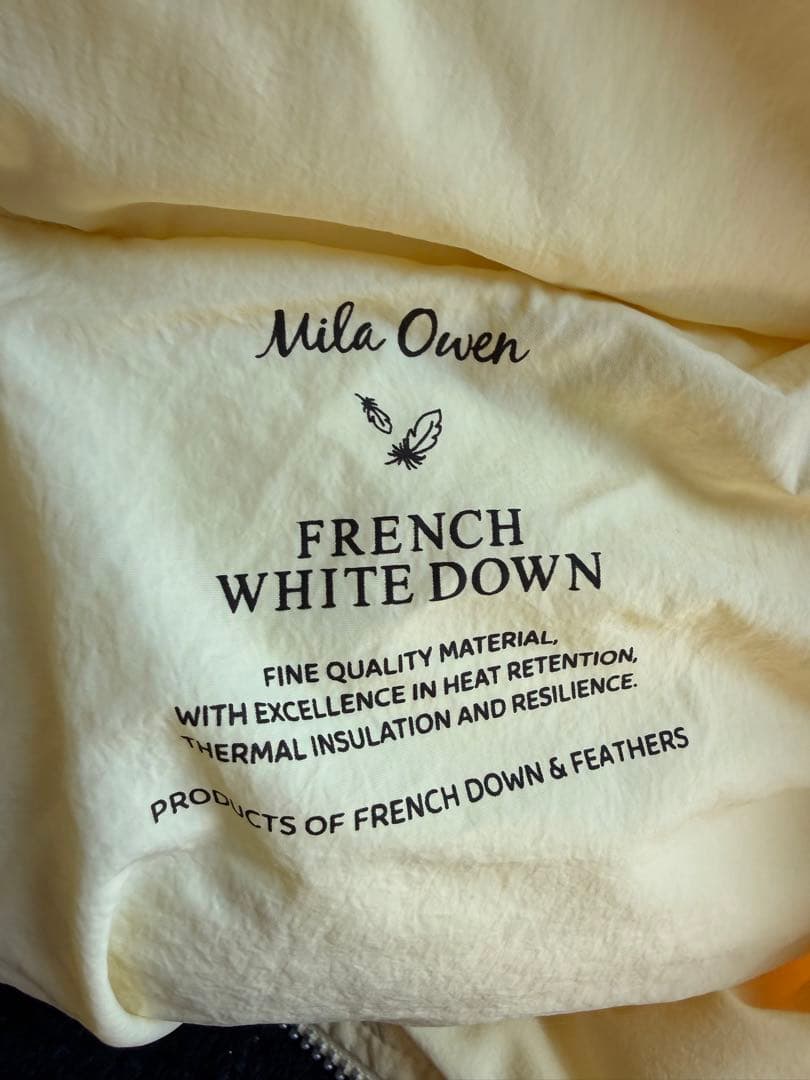 Mila Owen
FRENCH
WHITE DOWN
FINE QUALITY MATERIAL,
WITH EXCELLENCE IN HEAT RETENTION,
THERMAL INSULATION AND RESILIENCE.
PRODUCTS OF FRENCH DOWN & FEATHERS